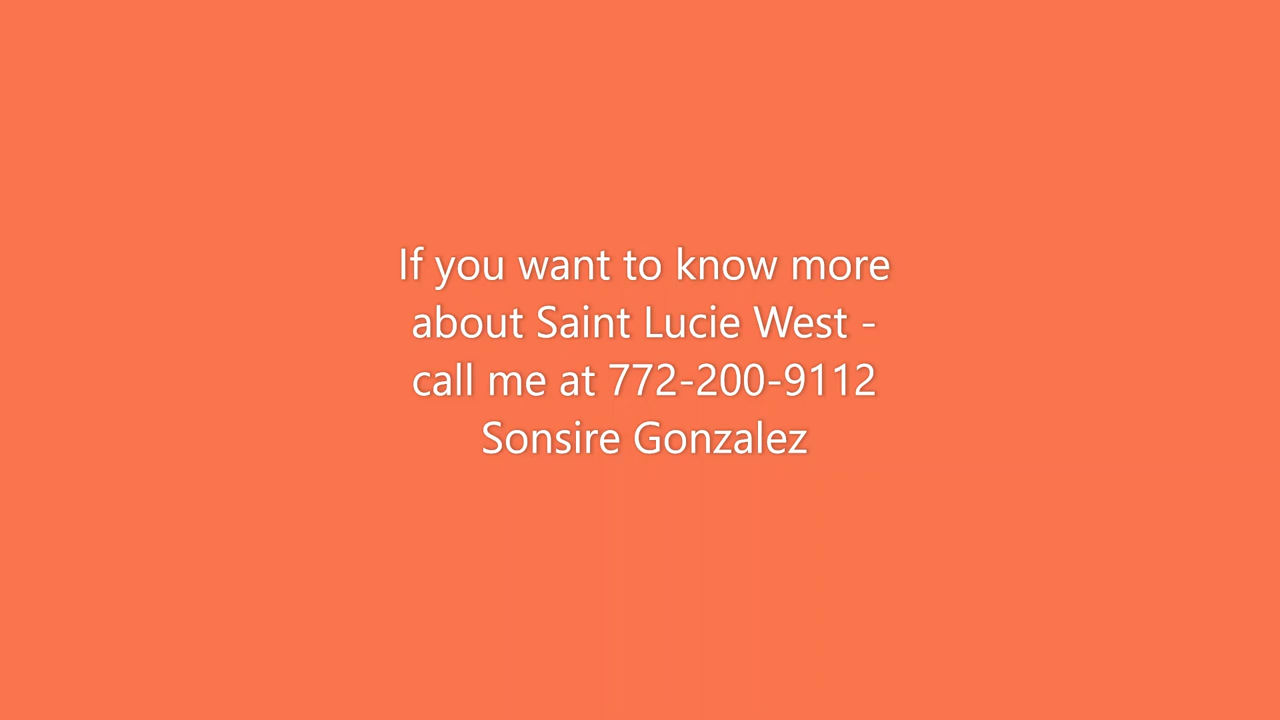 If you want to know more
about Saint Lucie West -
call me at 772-200-9112
Sonsire Gonzalez